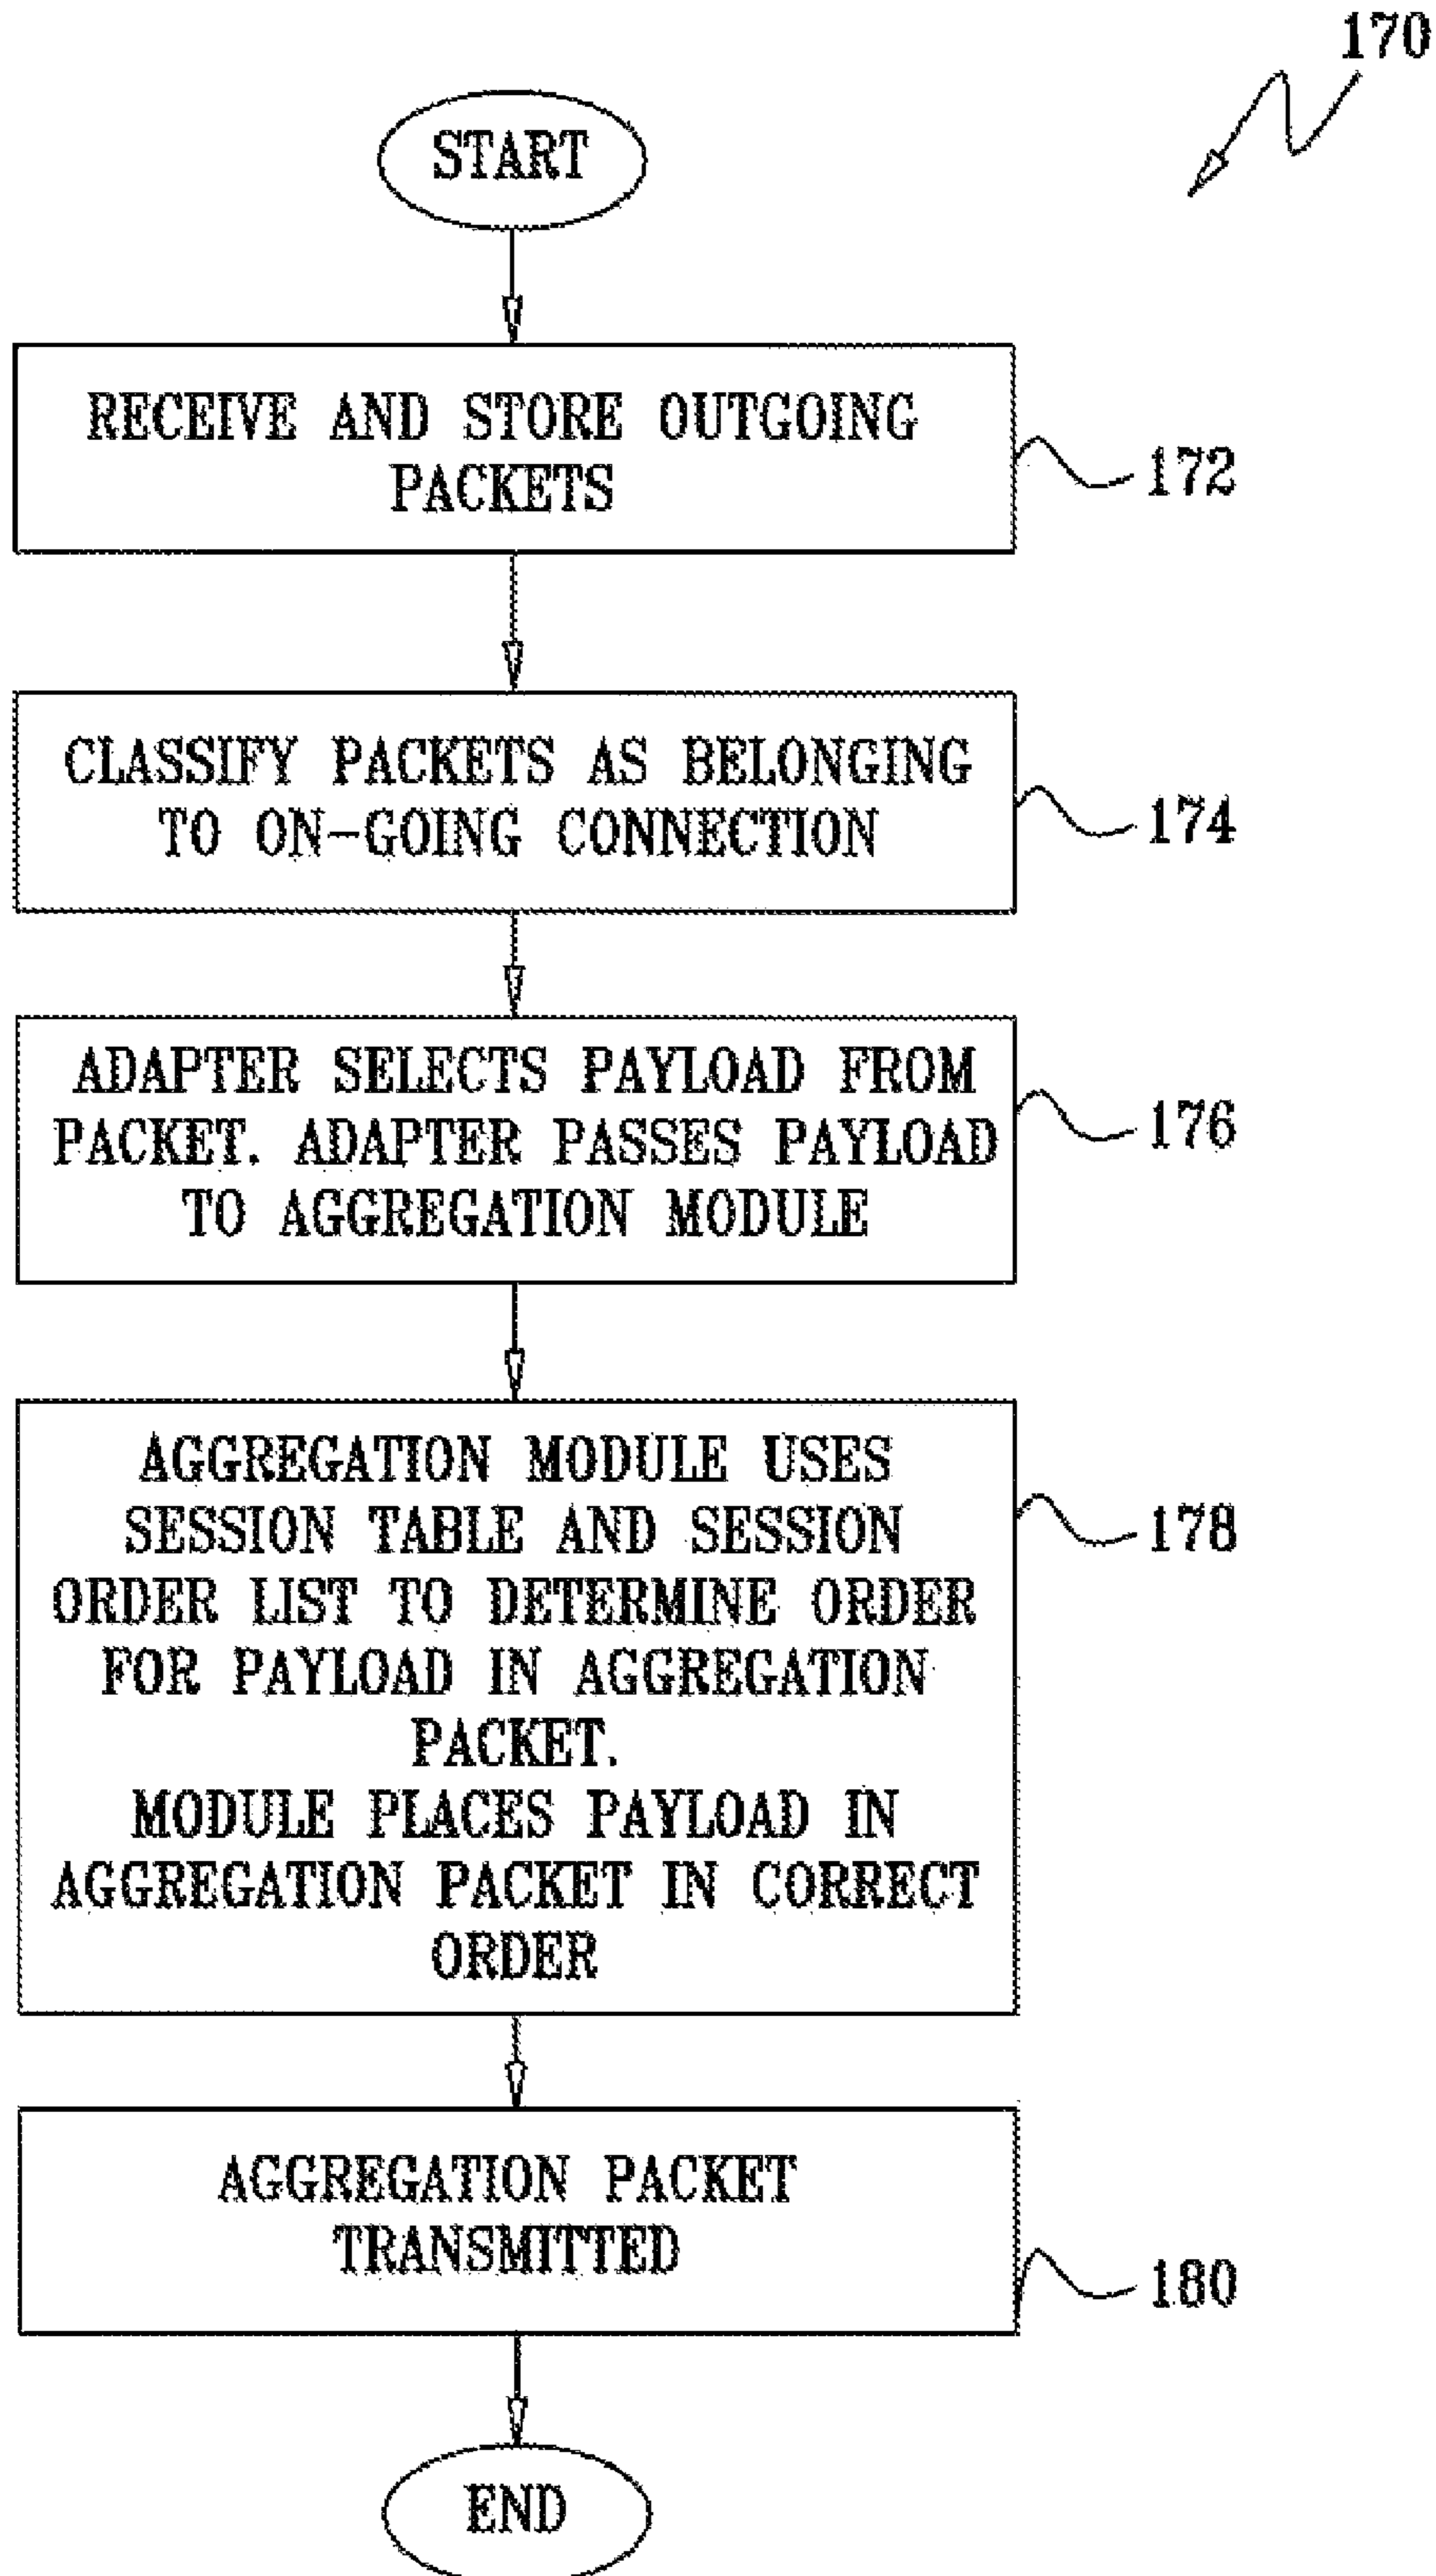 170
START
RECEIVE AND STORE OUTGOING
PACKETS
172
CLASSIFY PACKETS AS BELONGING
TO ON-GOING CONNECTION
174
ADAPTER SELECTS PAYLOAD FROM
PACKET. ADAPTER PASSES PAYLOAD
TO AGGREGATION MODULE
176
AGGREGATION MODULE USES
SESSION TABLE AND SESSION
ORDER LIST TO DETERMINE ORDER
FOR PAYLOAD IN AGGREGATION
PACKET.
MODULE PLACES PAYLOAD IN
AGGREGATION PACKET IN CORRECT
ORDER
178
AGGREGATION PACKET
TRANSMITTED
180
END